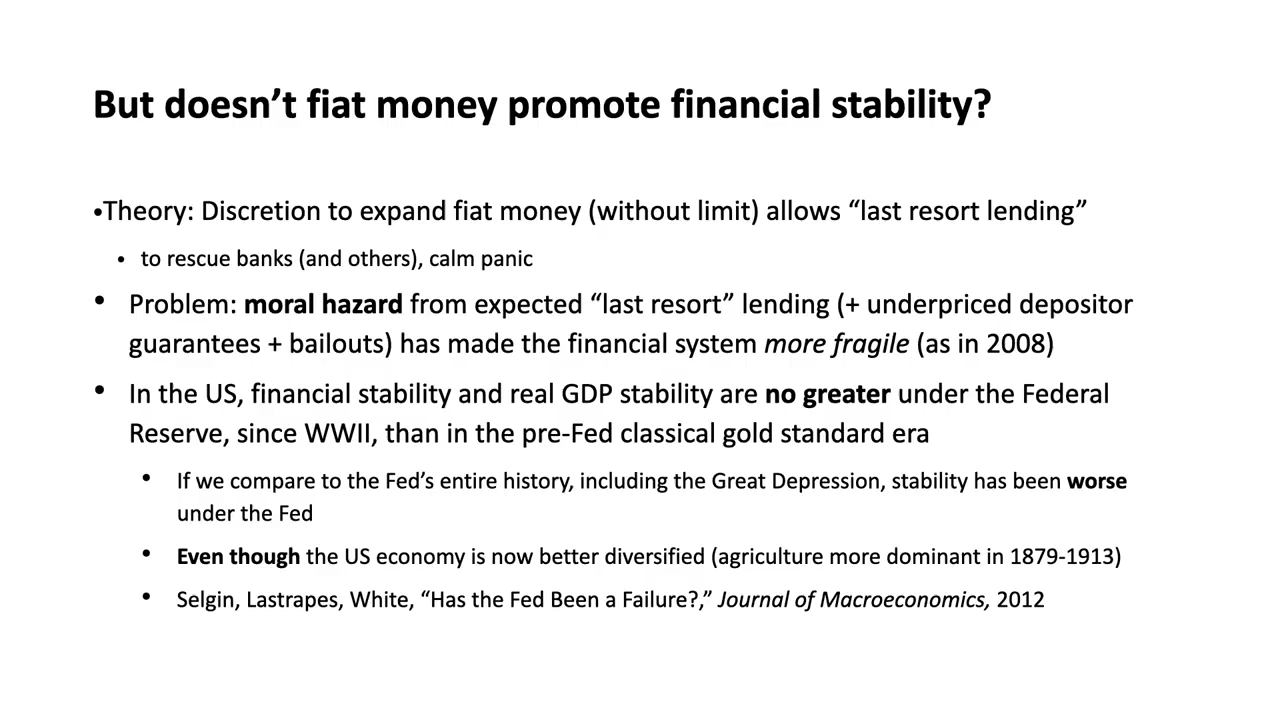 But doesn’t fiat money promote financial stability?
•Theory: Discretion to expand fiat money (without limit) allows “last resort lending”
• to rescue banks (and others), calm panic
• Problem: moral hazard from expected “last resort” lending (+ underpriced depositor
guarantees + bailouts) has made the financial system more fragile (as in 2008)
• In the US, financial stability and real GDP stability are no greater under the Federal
Reserve, since WWII, than in the pre-Fed classical gold standard era
• If we compare to the Fed’s entire history, including the Great Depression, stability has been worse
under the Fed
• Even though the US economy is now better diversified (agriculture more dominant in 1879-1913)
• Selgin, Lastrapes, White, “Has the Fed Been a Failure?,” Journal of Macroeconomics, 2012